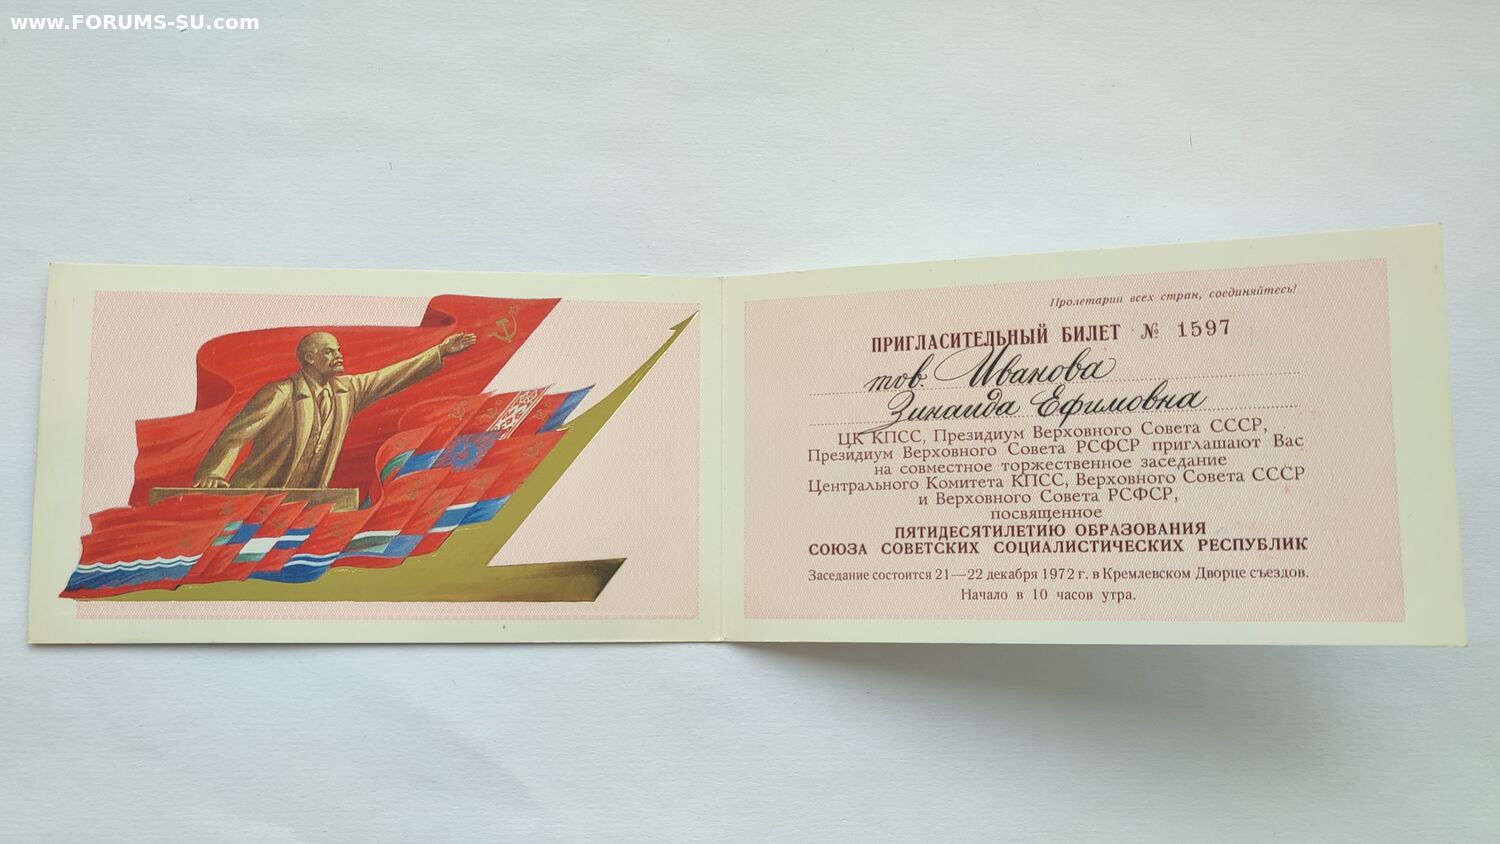 www.FORUMS-SU.com
Пролетарии всех стран, соединяйтесь!
ПРИГЛАСИТЕЛЬНЫЙ БИЛЕТ № 1597
тов. Иванова
Зинаида Ефимовна
ЦК КПСС, Президиум Верховного Совета СССР,
Президиум Верховного Совета РСФСР приглашают Вас
на совместное торжественное заседание
Центрального Комитета КПСС, Верховного Совета СССР
и Верховного Совета РСФСР,
посвященное
ПЯТИДЕСЯТИЛЕТИЮ ОБРАЗОВАНИЯ
СОЮЗА СОВЕТСКИХ СОЦИАЛИСТИЧЕСКИХ РЕСПУБЛИК
Заседание состоится 21—22 декабря 1972 г. в Кремлевском Дворце съездов.
Начало в 10 часов утра.